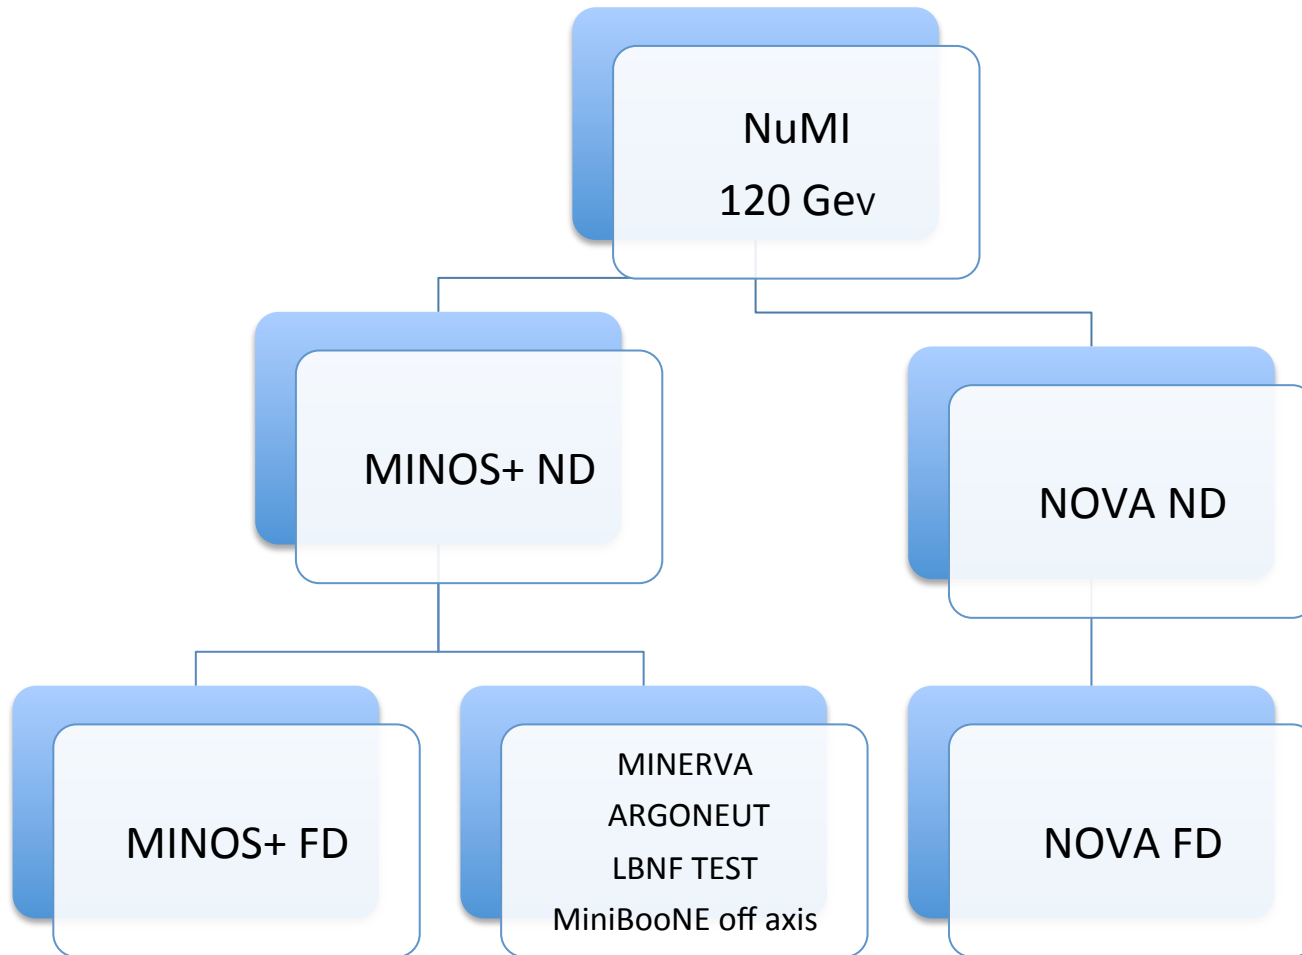 NuMI
120 Gev
MINOS+ ND
NOVA ND
MINOS+ FD
MINERVA
ARGONEUT
LBNF TEST
MiniBooNE off axis
NOVA FD